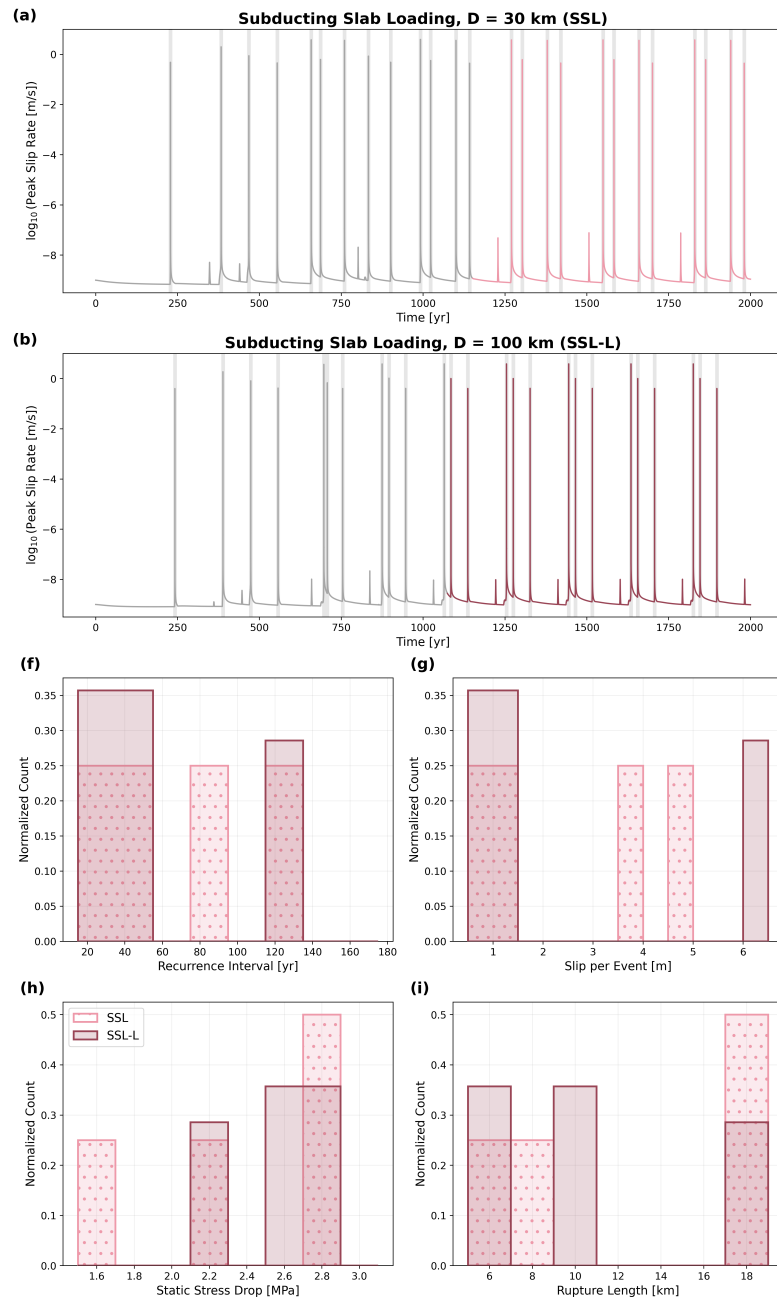 (a)
Subducting Slab Loading, D = 30 km (SSL)
log₁₀(Peak Slip Rate [m/s])
0
−2
−4
−6
−8
0 250 500 750 1000 1250 1500 1750 2000
Time [yr]
(b)
Subducting Slab Loading, D = 100 km (SSL-L)
log₁₀(Peak Slip Rate [m/s])
0
−2
−4
−6
−8
0 250 500 750 1000 1250 1500 1750 2000
Time [yr]
(f)
Normalized Count
0.35
0.30
0.25
0.20
0.15
0.10
0.05
0.00
20 40 60 80 100 120 140 160 180
Recurrence Interval [yr]
(g)
Normalized Count
0.35
0.30
0.25
0.20
0.15
0.10
0.05
0.00
1 2 3 4 5 6
Slip per Event [m]
(h)
SSL
SSL-L
Normalized Count
0.5
0.4
0.3
0.2
0.1
0.0
1.6 1.8 2.0 2.2 2.4 2.6 2.8 3.0
Static Stress Drop [MPa]
(i)
Normalized Count
0.5
0.4
0.3
0.2
0.1
0.0
6 8 10 12 14 16 18
Rupture Length [km]